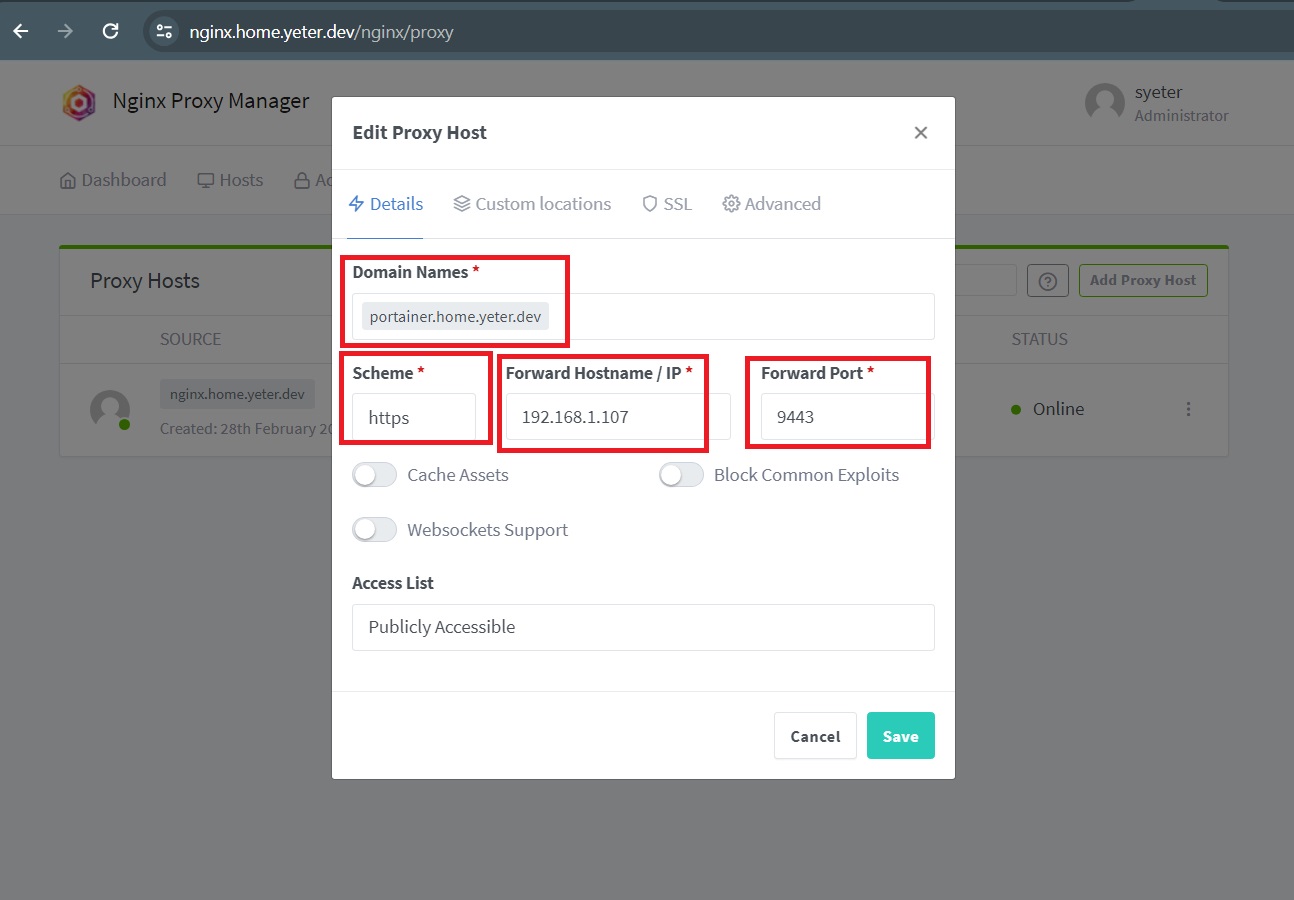 nginx.home.yeter.dev/nginx/proxy
Nginx Proxy Manager
syeter
Administrator
Dashboard
Hosts
Proxy Hosts
Add Proxy Host
SOURCE
STATUS
nginx.home.yeter.dev
Created: 28th February
Online
Edit Proxy Host
Details
Custom locations
SSL
Advanced
Domain Names *
portainer.home.yeter.dev
Scheme *
Forward Hostname / IP *
Forward Port *
https
192.168.1.107
9443
Cache Assets
Block Common Exploits
Websockets Support
Access List
Publicly Accessible
Cancel
Save